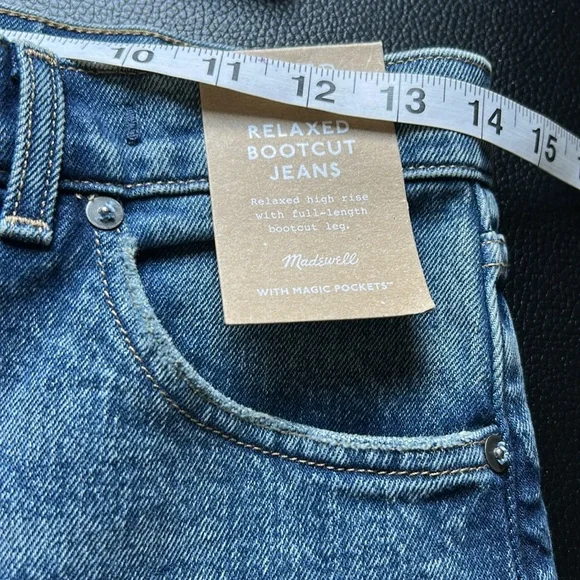 10 11 12 13 14 15
RELAXED
BOOTCUT
JEANS
Relaxed high rise
with full-length
bootcut leg.
Madewell
WITH MAGIC POCKETS™